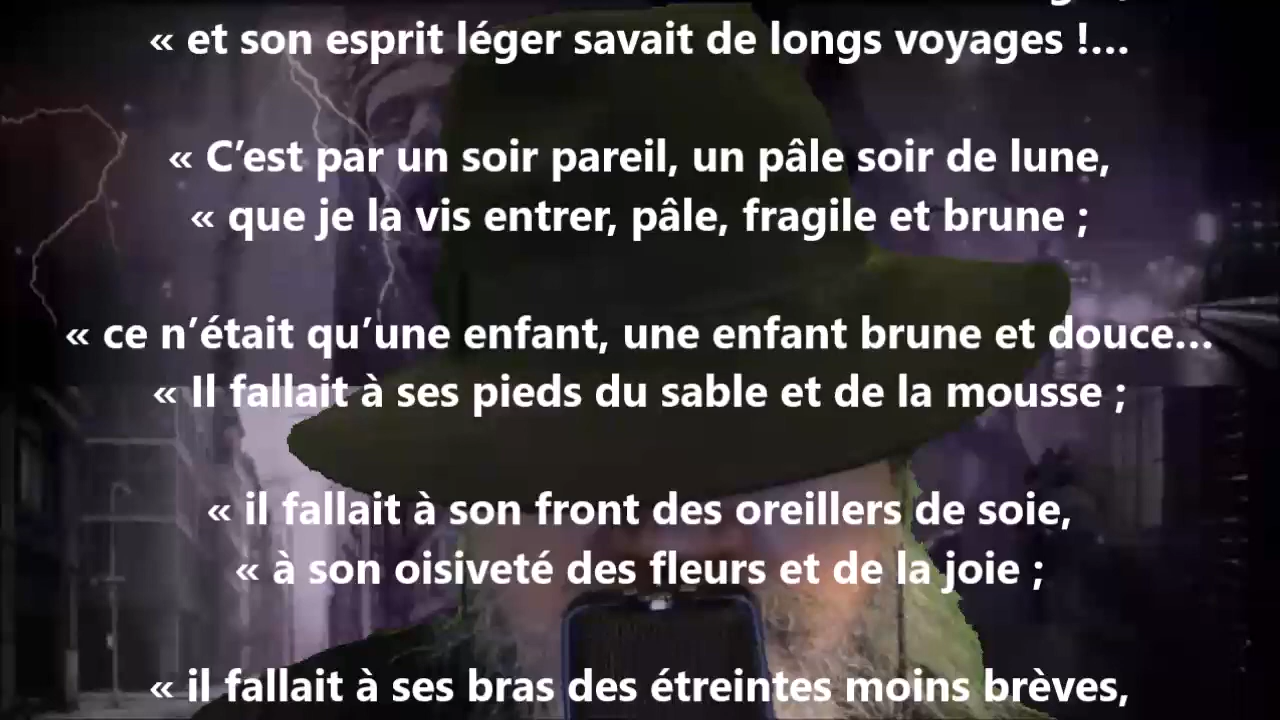 « et son esprit léger savait de longs voyages !…
« C’est par un soir pareil, un pâle soir de lune,
« que je la vis entrer, pâle, fragile et brune ;
« ce n’était qu’une enfant, une enfant brune et douce…
« Il fallait à ses pieds du sable et de la mousse ;
« il fallait à son front des oreillers de soie,
« à son oisiveté des fleurs et de la joie ;
« il fallait à ses bras des étreintes moins brèves,